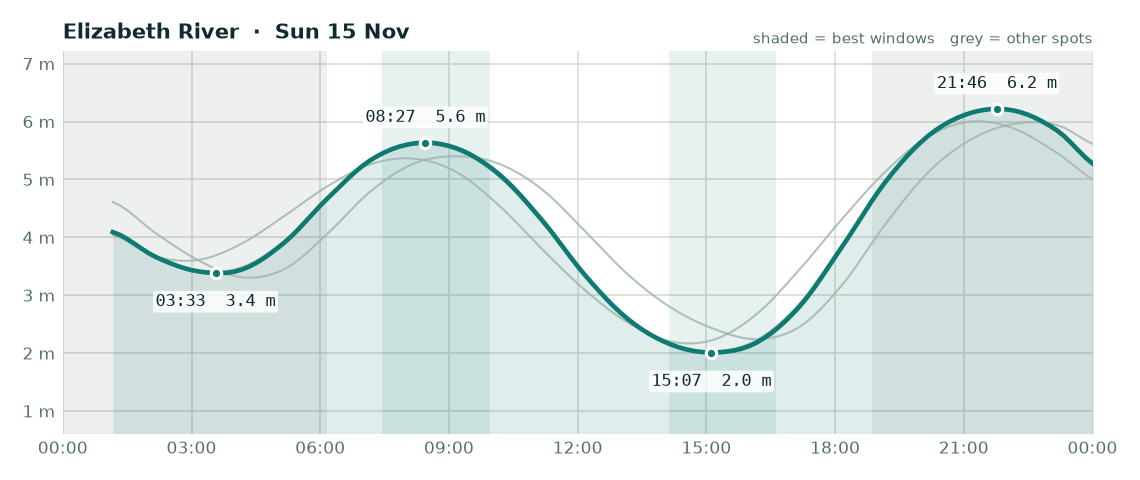 Elizabeth River · Sun 15 Nov
shaded = best windows grey = other spots
7 m
6 m
5 m
4 m
3 m
2 m
1 m
03:33 3.4 m
08:27 5.6 m
15:07 2.0 m
21:46 6.2 m
00:00 03:00 06:00 09:00 12:00 15:00 18:00 21:00 00:00